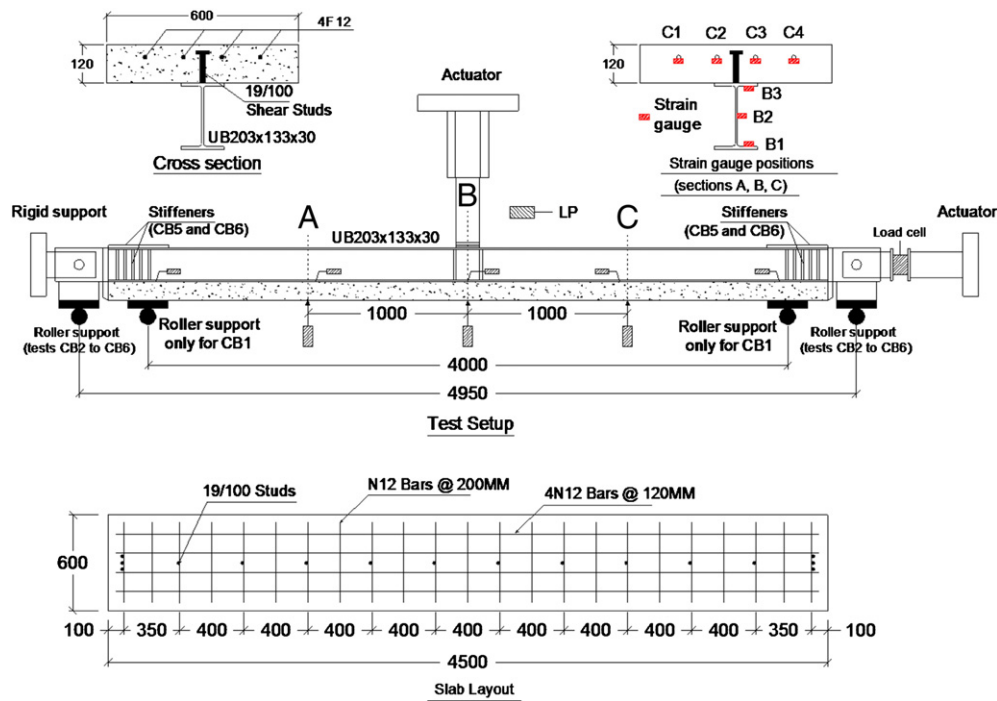 600
4F 12
120
19/100
Shear Studs
UB203x133x30
Cross section
Actuator
C1 C2 C3 C4
120
B3
Strain
gauge
B2
B1
Strain gauge positions
(sections A, B, C)
Rigid support
Stiffeners
(CB5 and CB6)
A
UB203x133x30
B
LP
C
Stiffeners
(CB5 and CB6)
Actuator
Load cell
Roller support
(tests CB2 to CB6)
Roller support
only for CB1
1000
1000
Roller support
only for CB1
Roller support
(tests CB2 to CB6)
4000
4950
Test Setup
19/100 Studs
N12 Bars @ 200MM
4N12 Bars @ 120MM
600
100 350 400 400 400 400 400 400 400 400 400 350 100
4500
Slab Layout